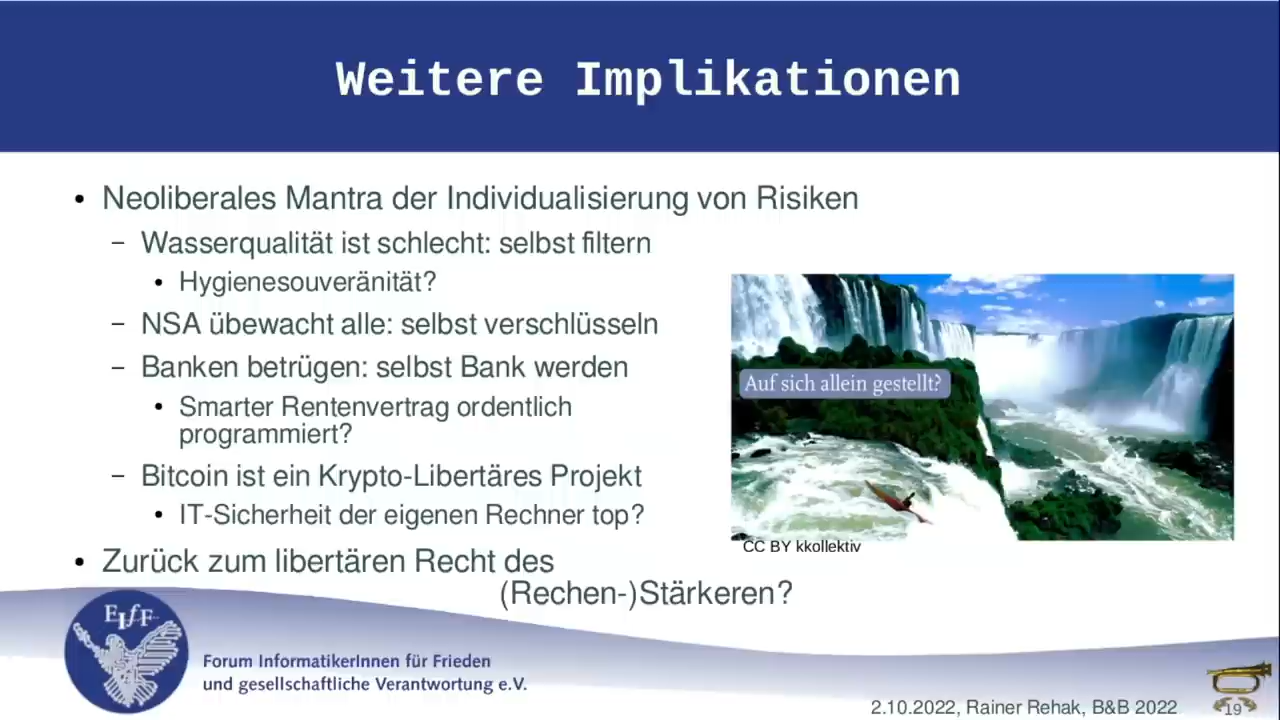 Weitere Implikationen
• Neoliberales Mantra der Individualisierung von Risiken
– Wasserqualität ist schlecht: selbst filtern
• Hygienesouveränität?
– NSA übewacht alle: selbst verschlüsseln
– Banken betrügen: selbst Bank werden
• Smarter Rentenvertrag ordentlich
programmiert?
– Bitcoin ist ein Krypto-Libertäres Projekt
• IT-Sicherheit der eigenen Rechner top?
• Zurück zum libertären Recht des
(Rechen-)Stärkeren?
Auf sich allein gestellt?
CC BY kkollektiv
FIfF
Forum InformatikerInnen für Frieden
und gesellschaftliche Verantwortung e.V.
2.10.2022, Rainer Rehak, B&B 2022
19